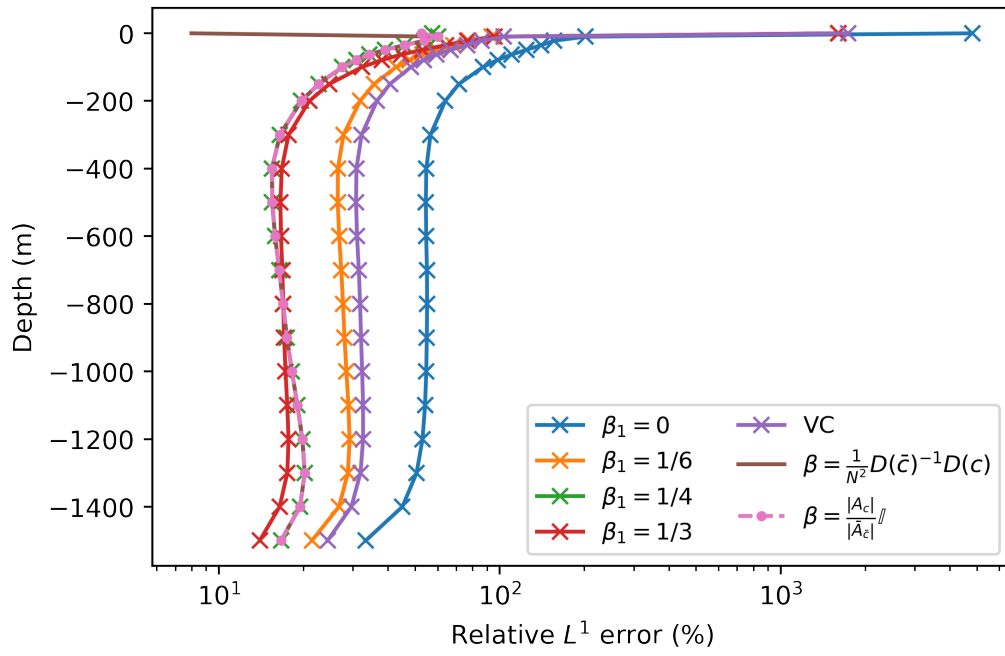 0
−200
−400
−600
−800
−1000
−1200
−1400
Depth (m)
10¹
10²
10³
Relative L¹ error (%)
β₁ = 0
β₁ = 1/6
β₁ = 1/4
β₁ = 1/3
VC
β = 1/N² D(c̄)⁻¹D(c)
β = |A_c|/|Ā_c̄| 𝕀